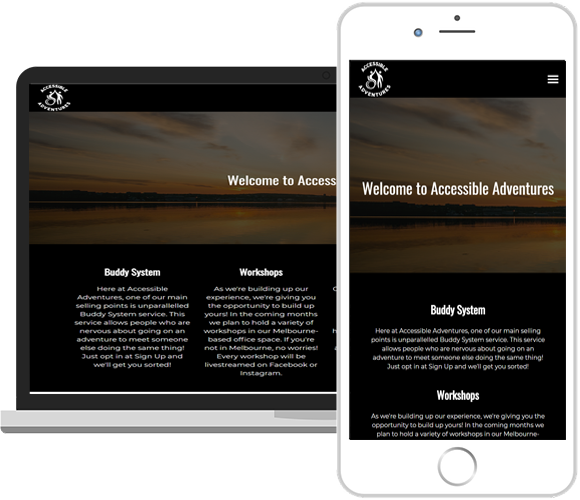 ACCESSIBLE
ADVENTURES
Welcome to Access
Buddy System
Here at Accessible
Adventures, one of our main
selling points is unparallelled
Buddy System service. This
service allows people who are
nervous about going on an
adventure to meet someone
else doing the same thing!
Just opt in at Sign Up and
we'll get you sorted!
Workshops
As we're building up our
experience, we're giving you
the opportunity to build up
yours! In the coming months
we plan to hold a variety of
workshops in our Melbourne-
based office space. If you're
not in Melbourne, no worries!
Every workshop will be
livestreamed on Facebook or
Instagram.
ACCESSIBLE
ADVENTURES
Welcome to Accessible Adventures
Buddy System
Here at Accessible Adventures, one of our main selling
points is unparallelled Buddy System service. This service
allows people who are nervous about going on an
adventure to meet someone else doing the same thing!
Just opt in at Sign Up and we'll get you sorted!
Workshops
As we're building up our experience, we're giving you the
opportunity to build up yours! In the coming months we
plan to hold a variety of workshops in our Melbourne-